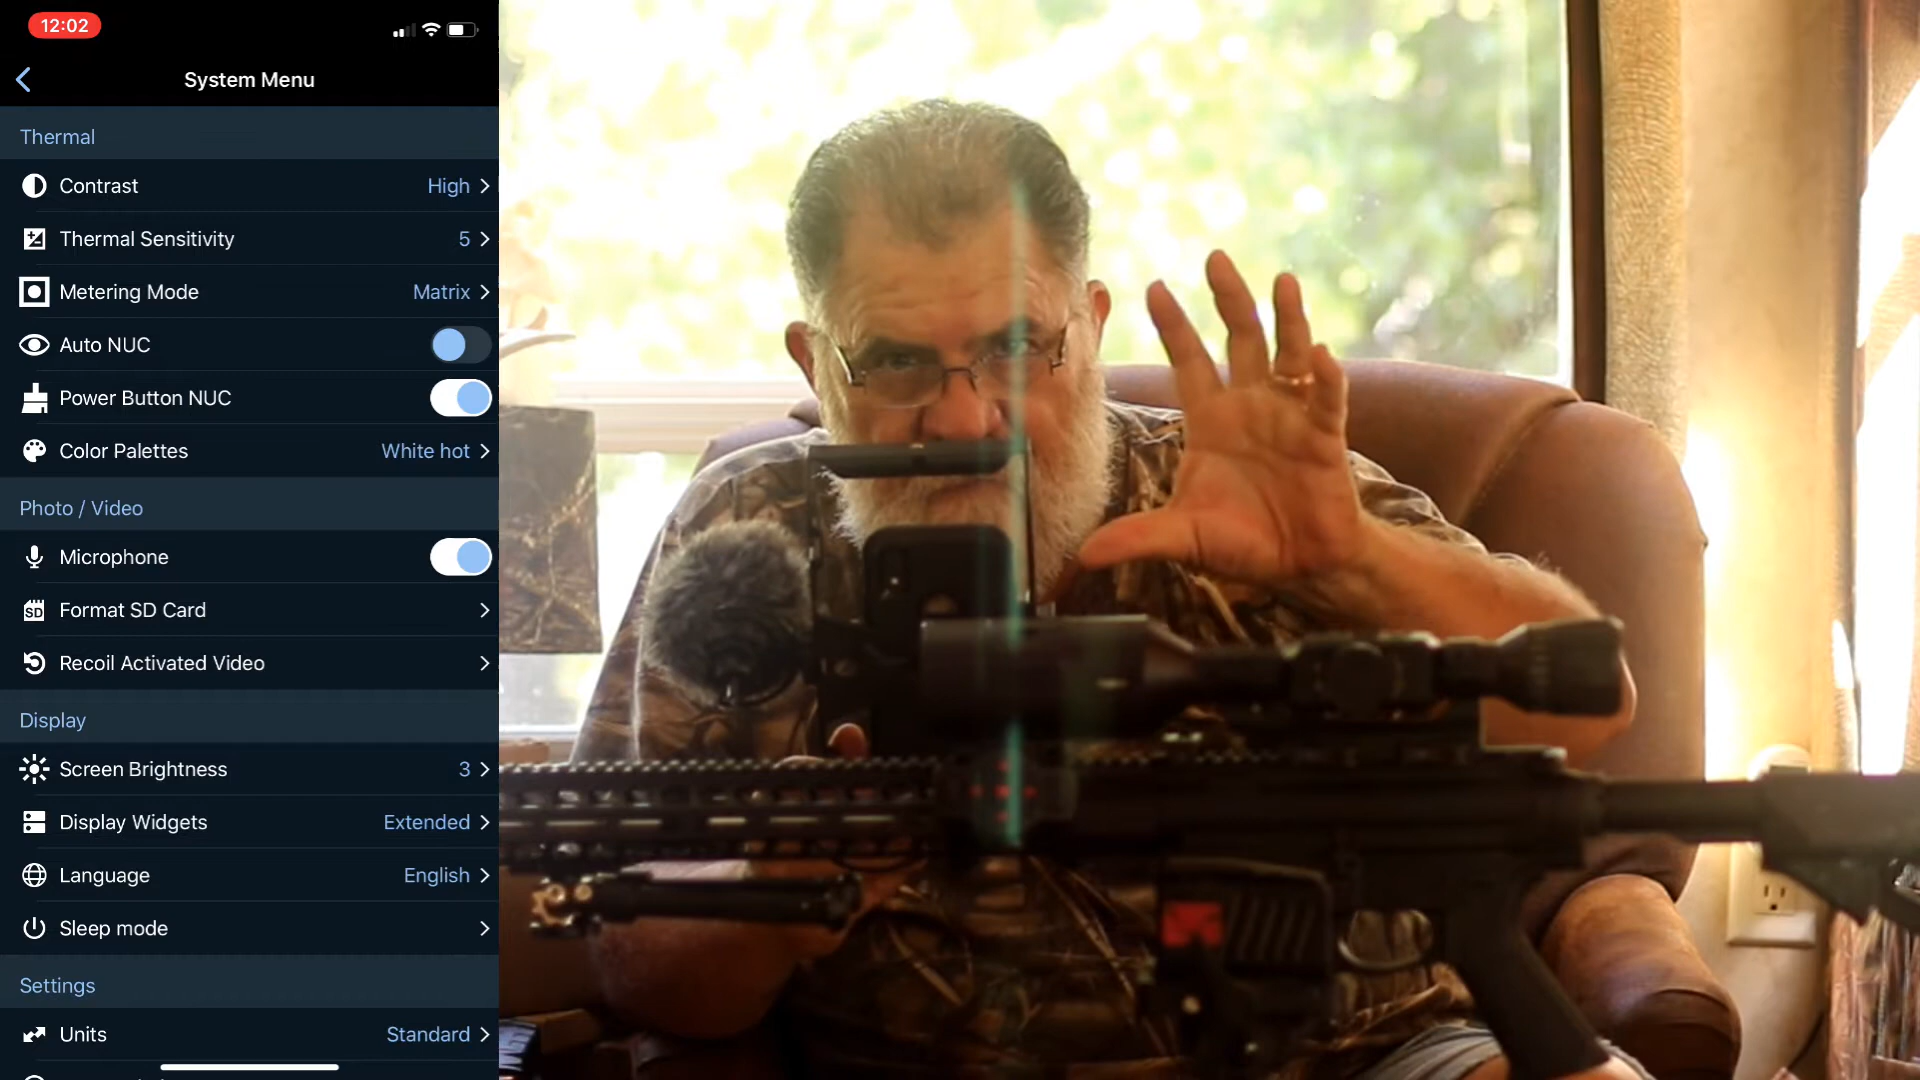 12:02
System Menu
Thermal
Contrast High
Thermal Sensitivity 5
Metering Mode Matrix
Auto NUC
Power Button NUC
Color Palettes White hot
Photo / Video
Microphone
SD Format SD Card
Recoil Activated Video
Display
Screen Brightness 3
Display Widgets Extended
Language English
Sleep mode
Settings
Units Standard